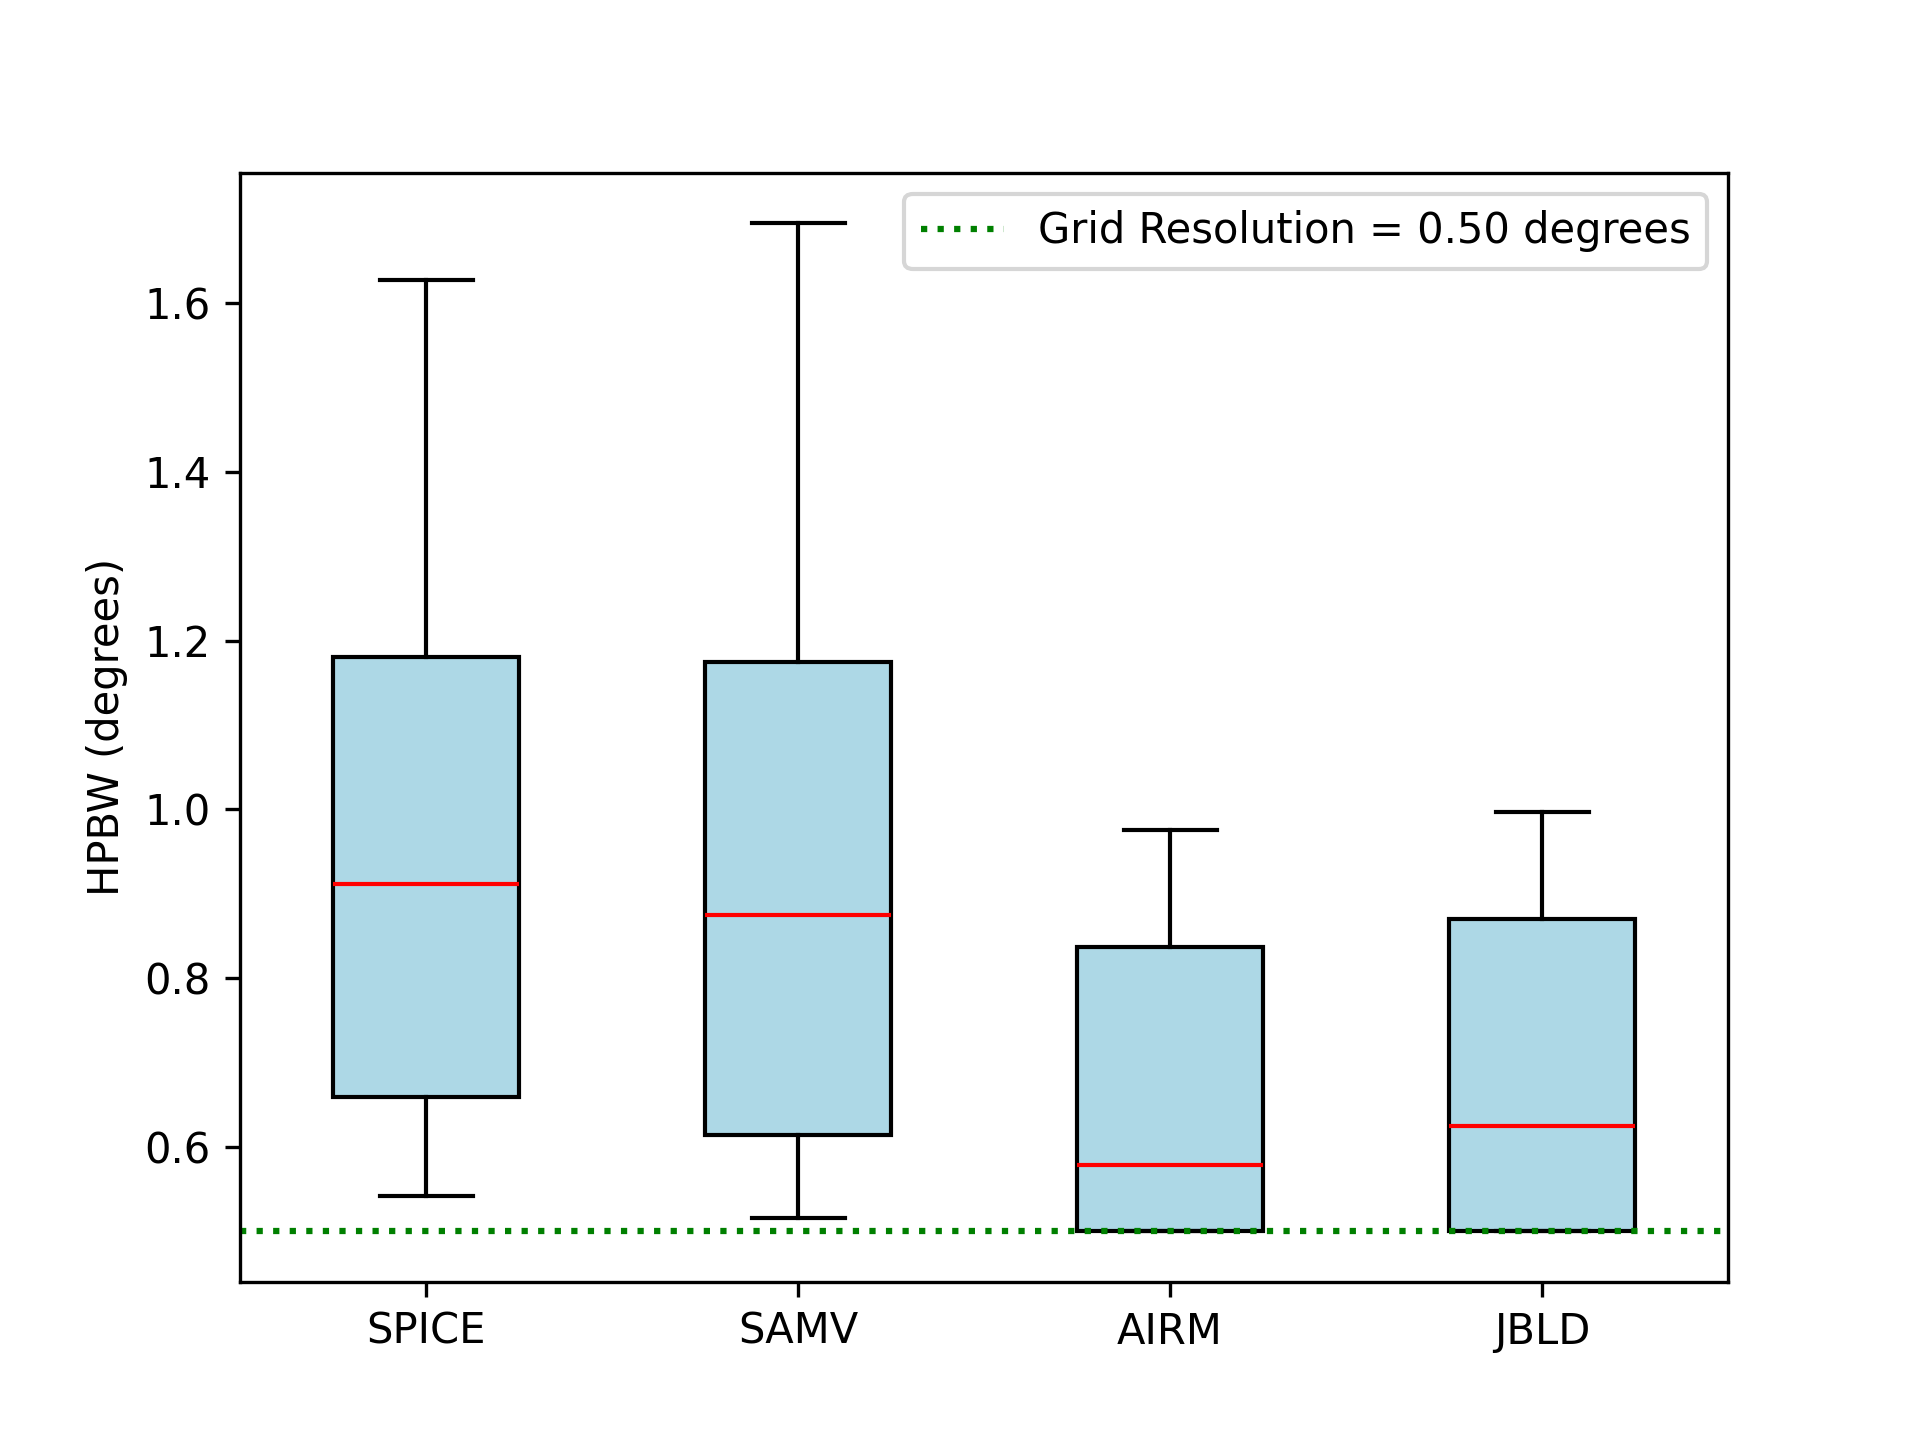 Grid Resolution = 0.50 degrees
HPBW (degrees)
1.6
1.4
1.2
1.0
0.8
0.6
SPICE SAMV AIRM JBLD